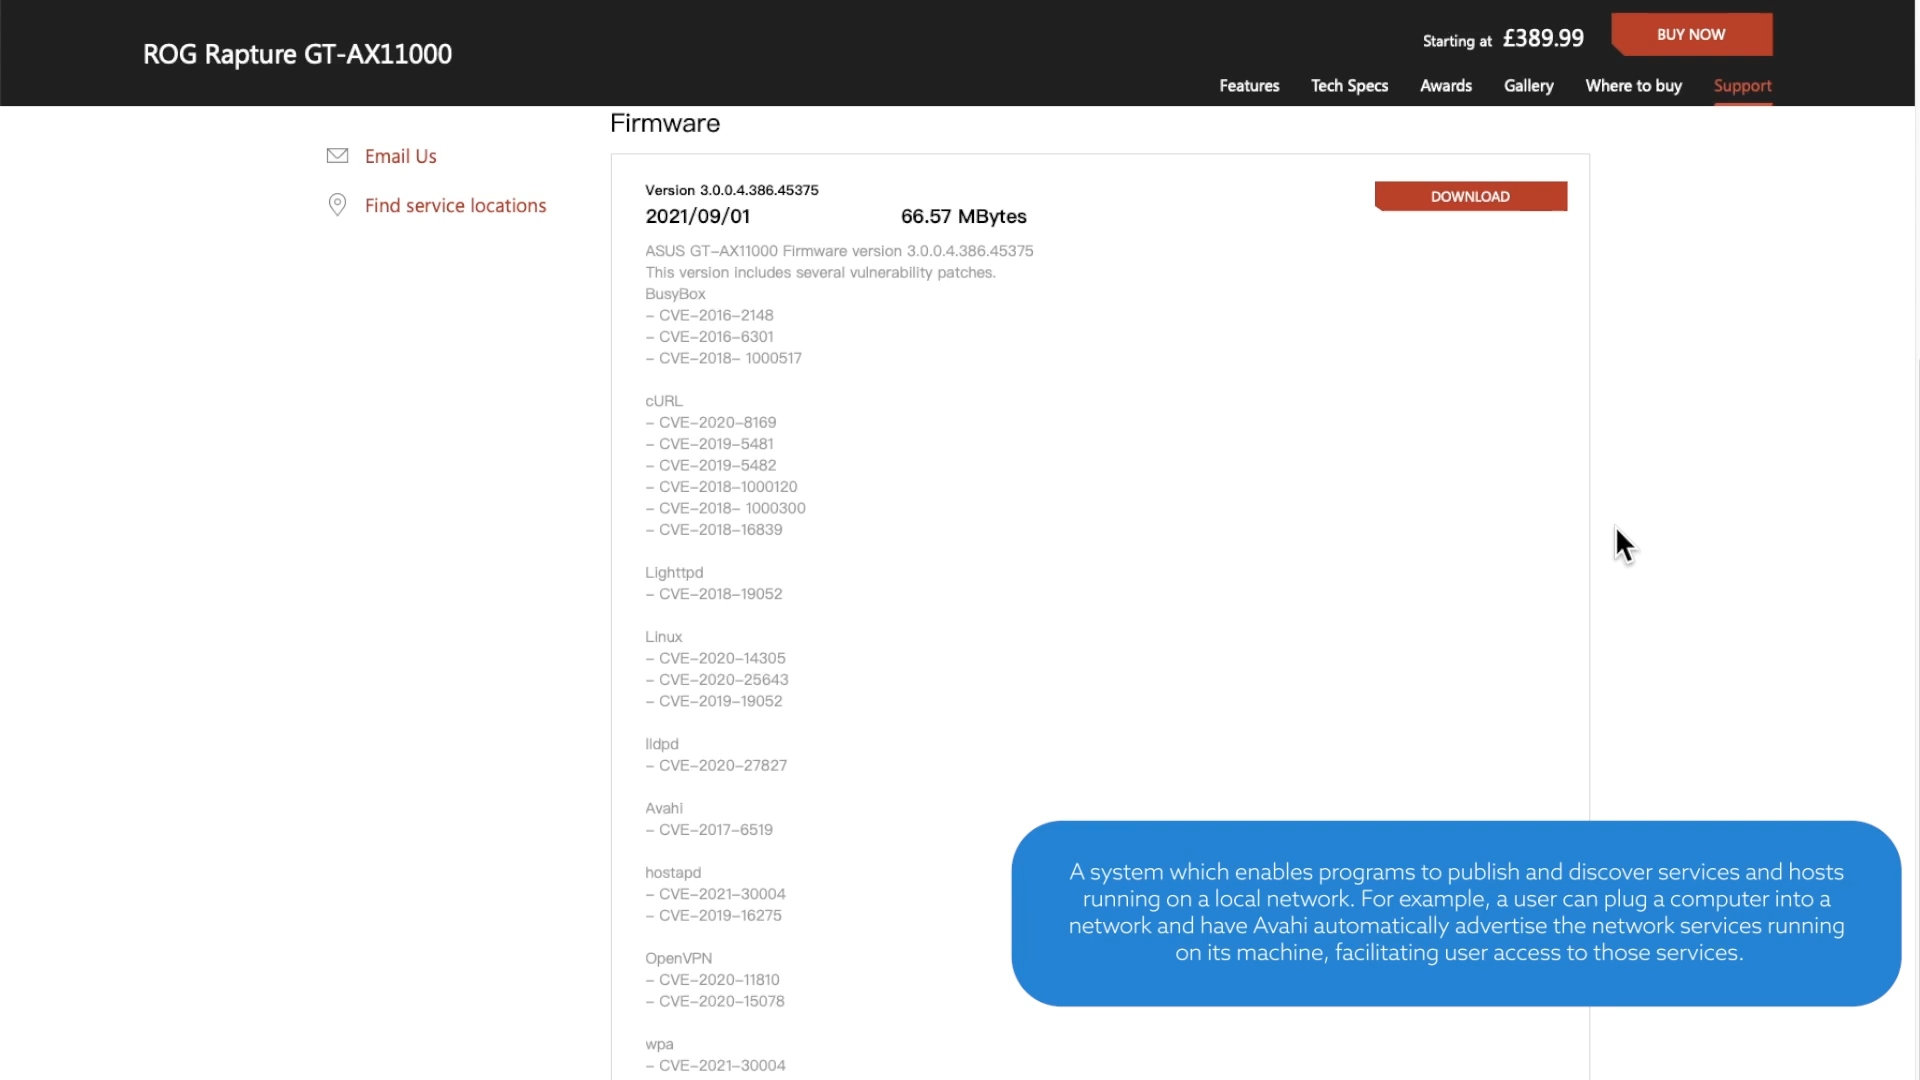 ROG Rapture GT-AX11000
Starting at £389.99
BUY NOW
Features Tech Specs Awards Gallery Where to buy Support
Email Us
Find service locations
Firmware
Version 3.0.0.4.386.45375
2021/09/01 66.57 MBytes
DOWNLOAD
ASUS GT-AX11000 Firmware version 3.0.0.4.386.45375
This version includes several vulnerability patches.
BusyBox
- CVE-2016-2148
- CVE-2016-6301
- CVE-2018- 1000517
cURL
- CVE-2020-8169
- CVE-2019-5481
- CVE-2019-5482
- CVE-2018-1000120
- CVE-2018- 1000300
- CVE-2018-16839
Lighttpd
- CVE-2018-19052
Linux
- CVE-2020-14305
- CVE-2020-25643
- CVE-2019-19052
lldpd
- CVE-2020-27827
Avahi
- CVE-2017-6519
hostapd
- CVE-2021-30004
- CVE-2019-16275
OpenVPN
- CVE-2020-11810
- CVE-2020-15078
wpa
- CVE-2021-30004
A system which enables programs to publish and discover services and hosts
running on a local network. For example, a user can plug a computer into a
network and have Avahi automatically advertise the network services running
on its machine, facilitating user access to those services.